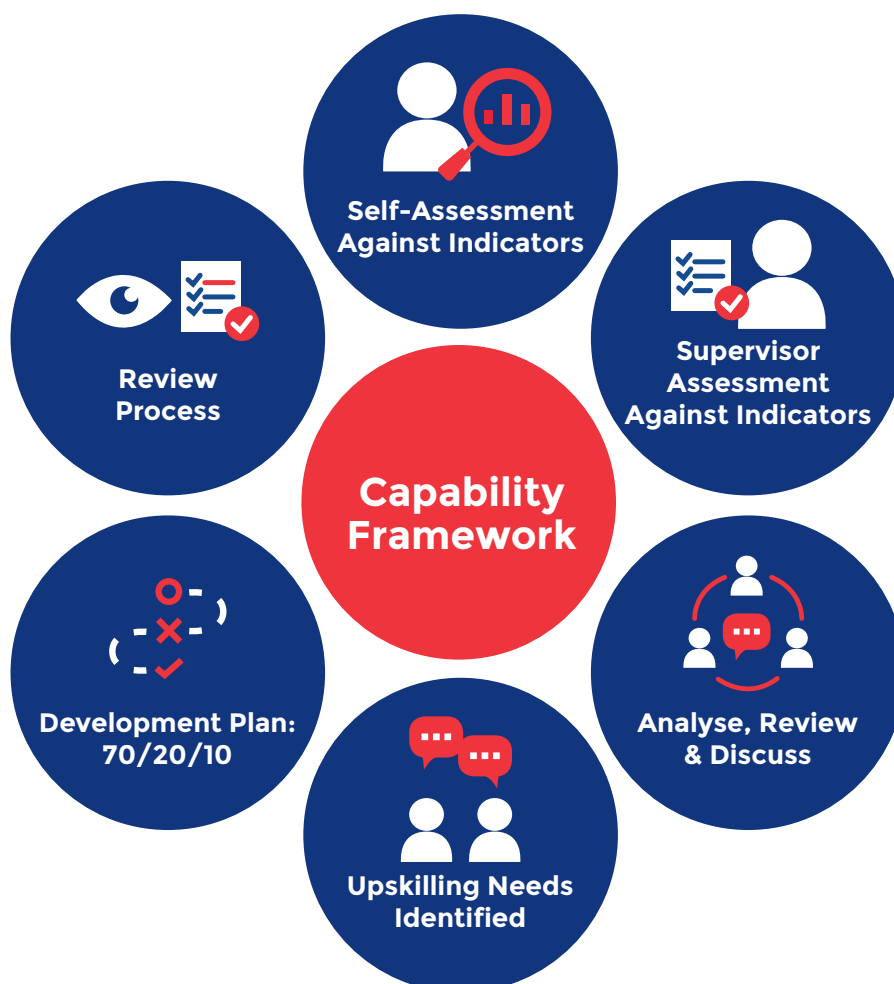 Self-Assessment
Against Indicators
Supervisor
Assessment
Against Indicators
Analyse, Review
& Discuss
Upskilling Needs
Identified
Development Plan:
70/20/10
Review
Process
Capability
Framework